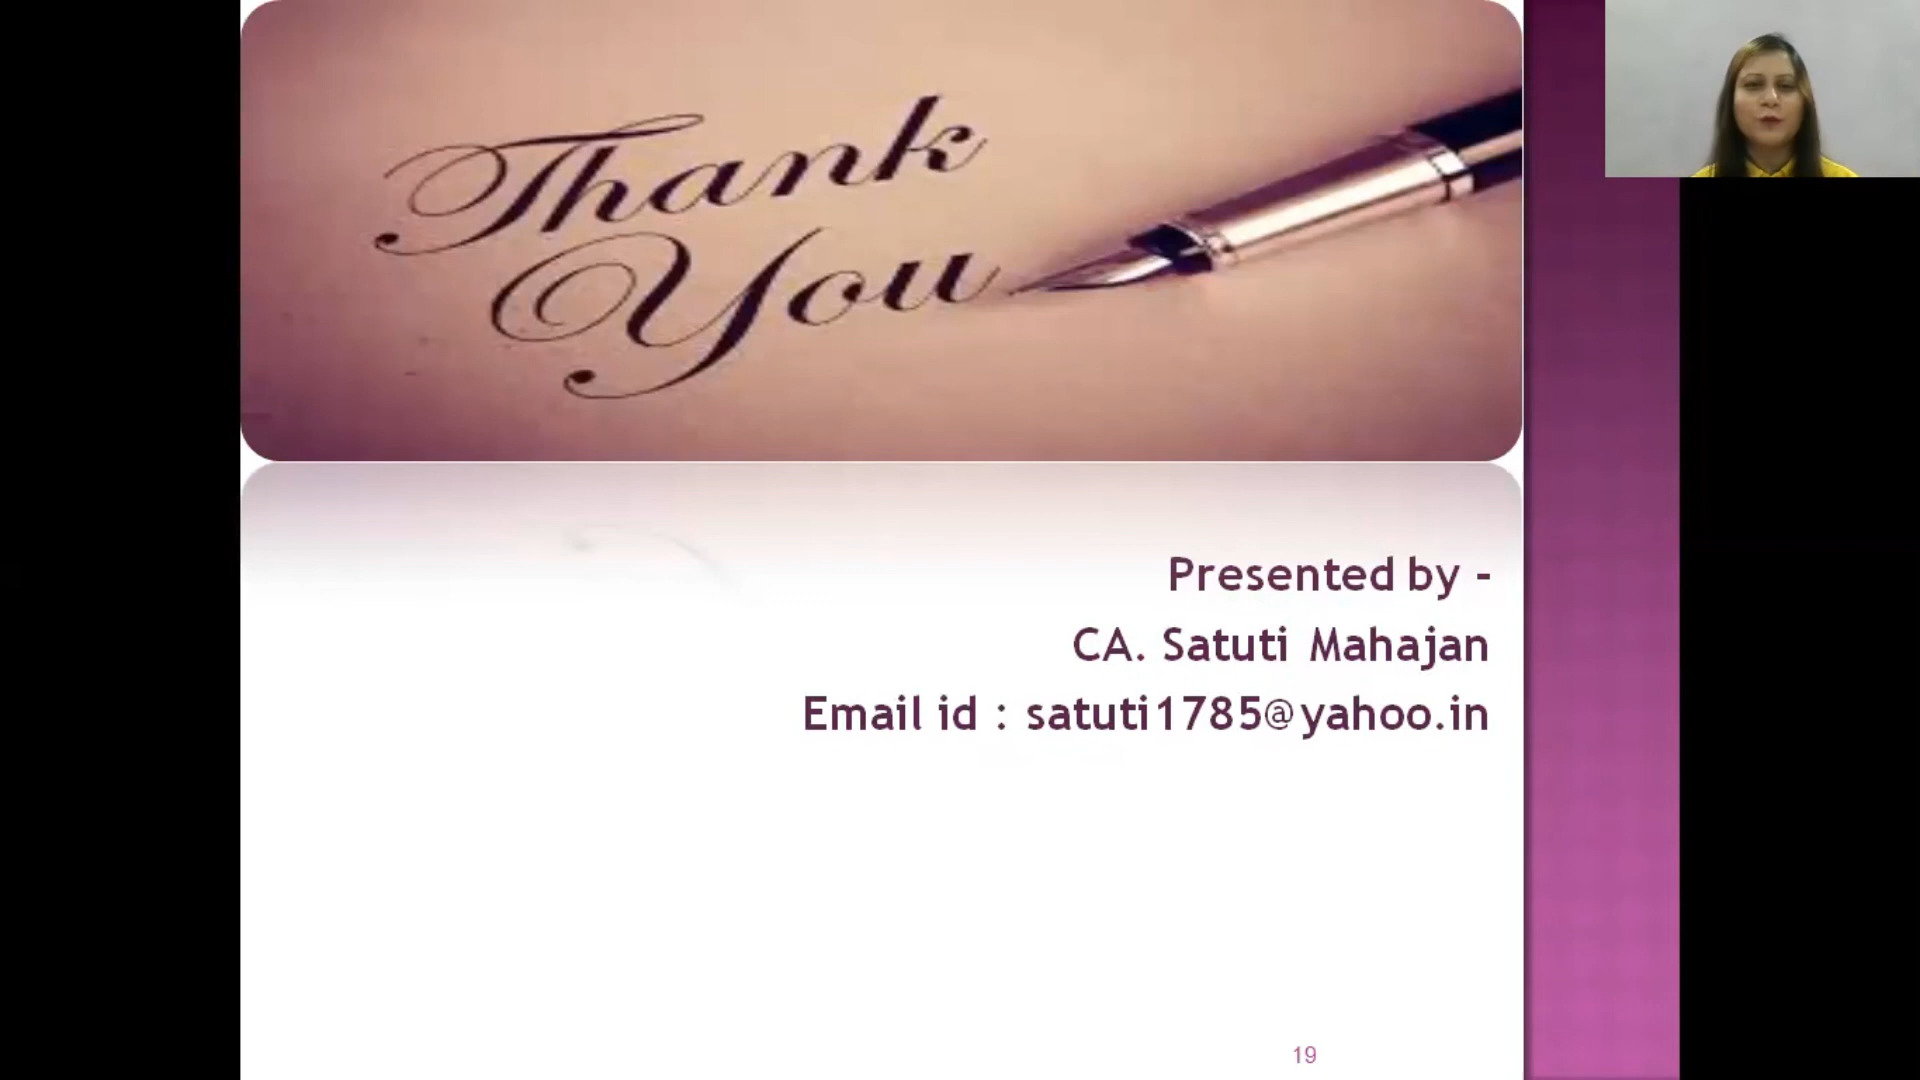 Thank
You
Presented by -
CA. Satuti Mahajan
Email id : satuti1785@yahoo.in
19